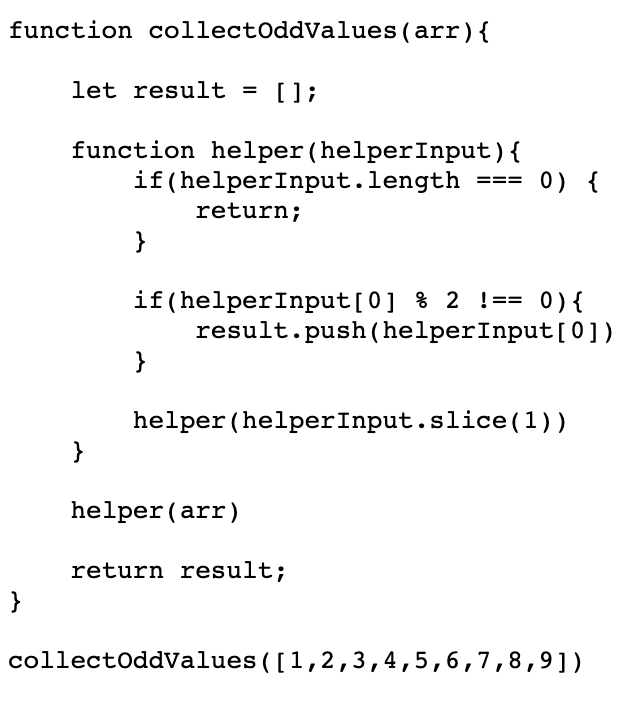 function collectOddValues(arr){
let result = [];
function helper(helperInput){
if(helperInput.length === 0) {
return;
}
if(helperInput[0] % 2 !== 0){
result.push(helperInput[0])
}
helper(helperInput.slice(1))
}
helper(arr)
return result;
}
collectOddValues([1,2,3,4,5,6,7,8,9])